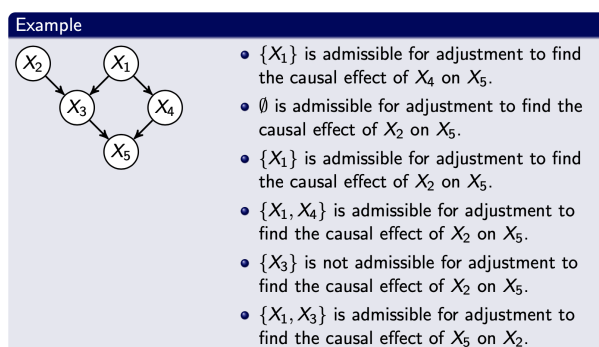 Example
X2
X1
X3
X4
X5
• {X1} is admissible for adjustment to find
the causal effect of X4 on X5.
• ∅ is admissible for adjustment to find the
causal effect of X2 on X5.
• {X1} is admissible for adjustment to find
the causal effect of X2 on X5.
• {X1, X4} is admissible for adjustment to
find the causal effect of X2 on X5.
• {X3} is not admissible for adjustment to
find the causal effect of X2 on X5.
• {X1, X3} is admissible for adjustment to
find the causal effect of X5 on X2.